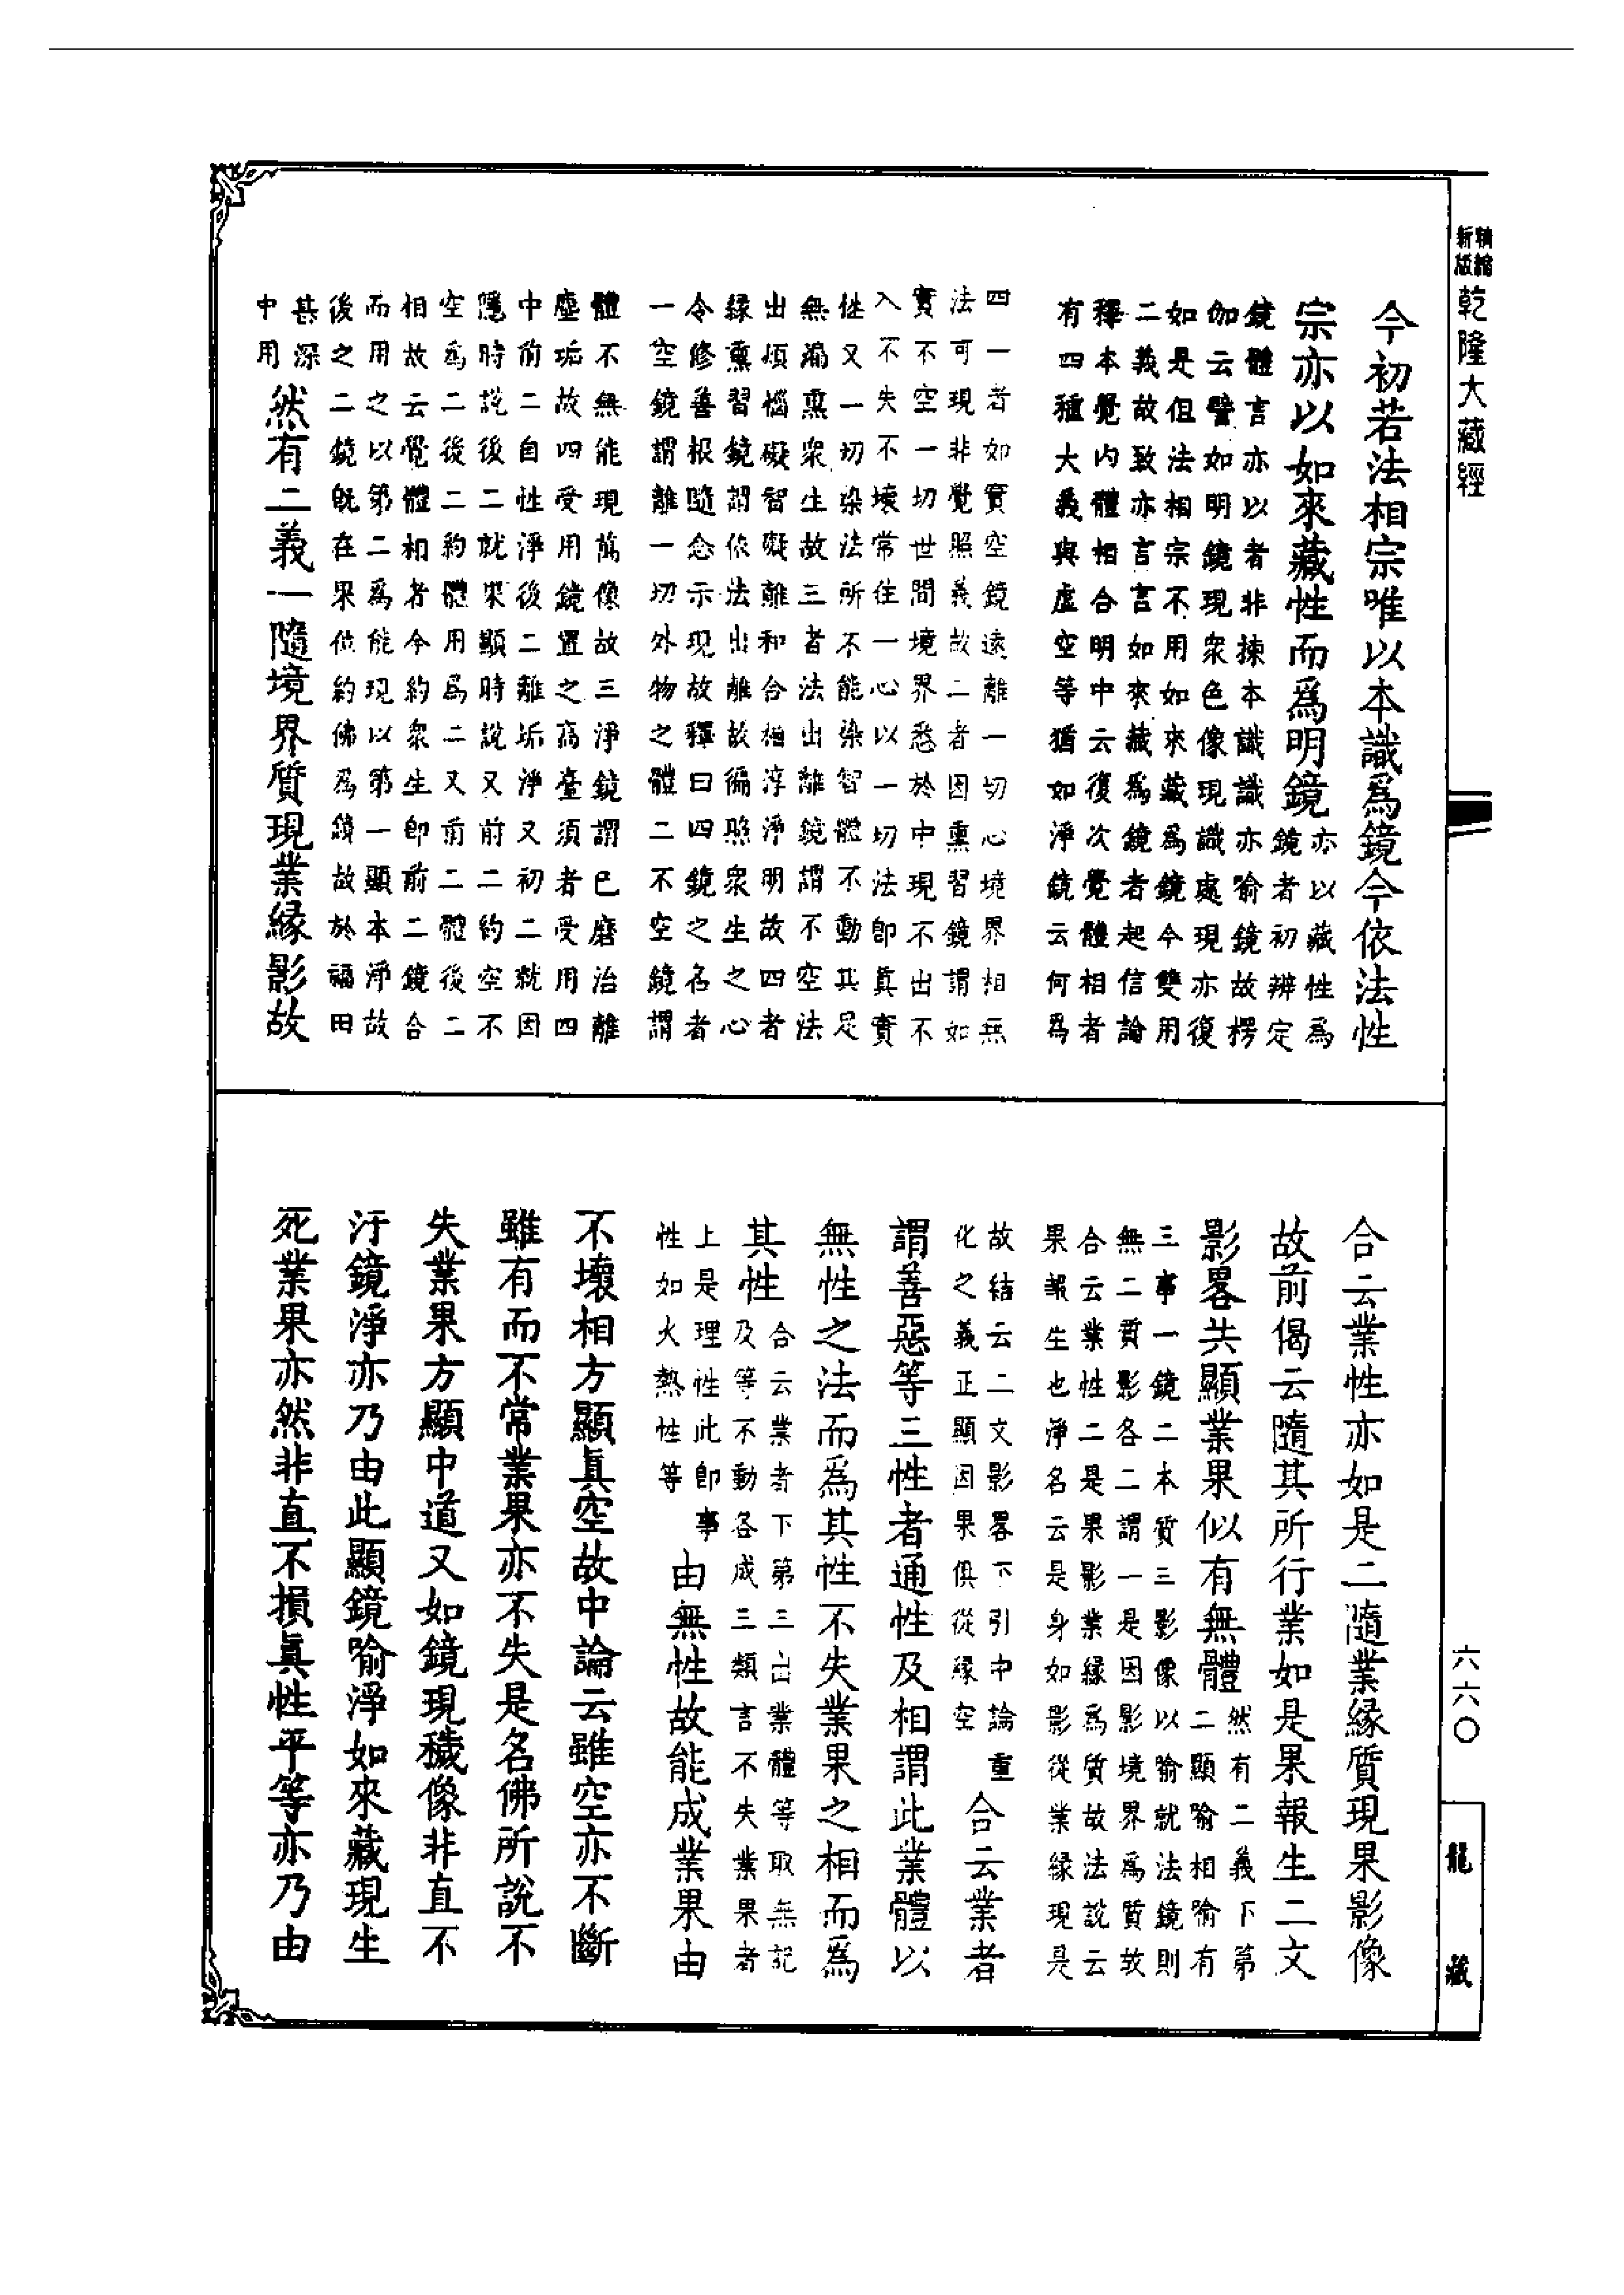 精縮新版
乾隆大藏經
今初若法相宗唯以本識爲鏡今依法性
宗亦以如來藏性而爲明鏡
亦以藏性爲
鏡者初辨定
鏡體言亦以者非揀本識識亦喻鏡故楞
伽云譬如明鏡現衆色像現識處現亦復
如是但法相宗不用如來藏爲鏡今雙用
二義故致亦言言如來藏爲鏡者起信論
釋本覺內體相合明中云復次覺體相者
有四種大義與虛空等猶如淨鏡云何爲
四一者如實空鏡遠離一切心境界相無
法可現非覺照義故二者因熏習鏡謂如
實不空一切世間境界悉於中現不出不
入不失不壞常住一心以一切法即真實
性又一切染法所不能染智體不動具足
無漏熏衆生故三者法出離鏡謂不空法
出煩惱礙智礙離和合相淳淨明故四者
緣熏習鏡謂依法出離故徧照衆生之心
令修善根隨念示現故釋曰四鏡之名者
一空鏡謂離一切外物之體二不空鏡謂
體不無能現萬像故三淨鏡謂已磨治離
塵垢故四受用鏡置之高臺須者受用四
中前二自性淨後二離垢淨又初二就因
隱時說後二就果顯時說又前二約空不
空爲二後二約體用爲二又前二體後二
相故云覺體相者今約衆生即前二鏡合
而用之以第二爲能現以第一顯本淨故
後之二鏡既在果位約佛爲鏡故於福田
甚深
中用
然有二義一隨境界質現業緣影故
合云業性亦如是二隨業緣質現果影像
故前偈云隨其所行業如是果報生二文
影畧共顯業果似有無體
然有二義下第
二顯喻相喻有
三事一鏡二本質三影像以喻就法鏡則
無二質影各二謂一是因影境界爲質故
合云業性二是果影業緣爲質故法說云
果報生也淨名云是身如影從業緣現是
故結云二文影畧下引中論
化之義正顯因果俱從緣空
重
合云業者
謂善惡等三性者通性及相謂此業體以
無性之法而爲其性不失業果之相而爲
其性
合云業者下第三出業體等取無記
及等不動各成三類言不失業果者
上是理性此即事
性如火熱性等
由無性故能成業果由
不壞相方顯眞空故中論云雖空亦不斷
雖有而不常業果亦不失是名佛所說不
失業果方顯中道又如鏡現穢像非直不
汙鏡淨亦乃由此顯鏡喻淨如來藏現生
死業果亦然非直不損眞性平等亦乃由
六六〇
龍藏